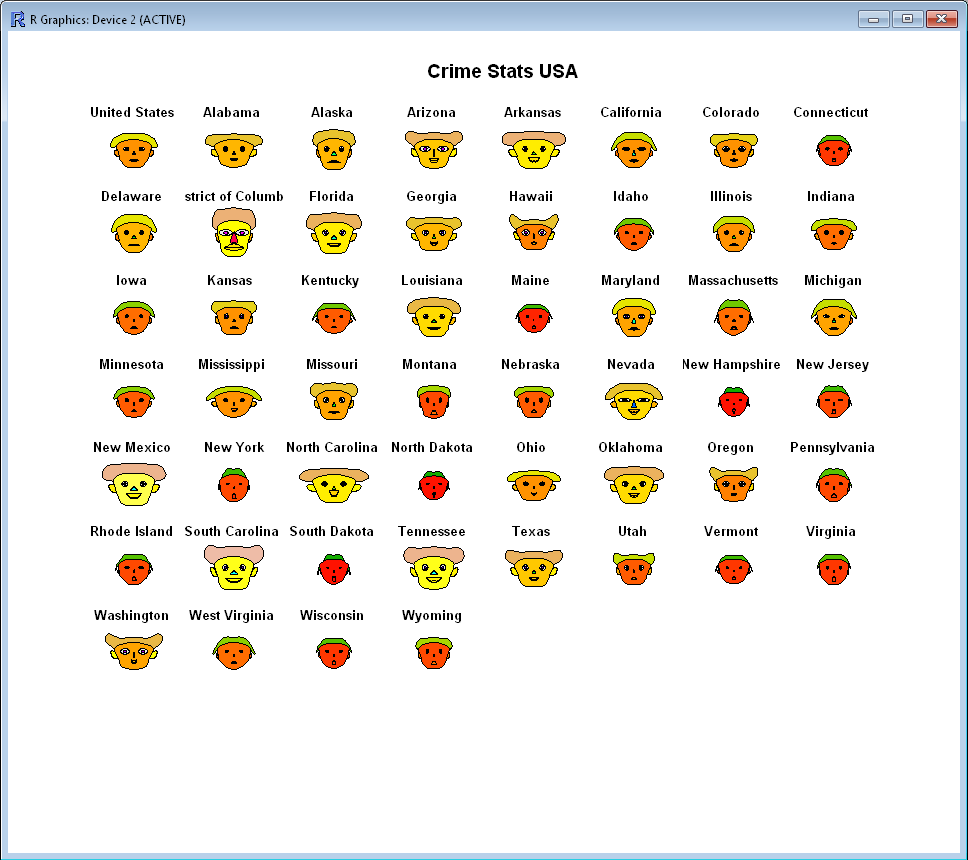 R Graphics: Device 2 (ACTIVE)
Crime Stats USA
United States Alabama Alaska Arizona Arkansas California Colorado Connecticut
Delaware strict of Columb Florida Georgia Hawaii Idaho Illinois Indiana
Iowa Kansas Kentucky Louisiana Maine Maryland Massachusetts Michigan
Minnesota Mississippi Missouri Montana Nebraska Nevada New Hampshire New Jersey
New Mexico New York North Carolina North Dakota Ohio Oklahoma Oregon Pennsylvania
Rhode Island South Carolina South Dakota Tennessee Texas Utah Vermont Virginia
Washington West Virginia Wisconsin Wyoming